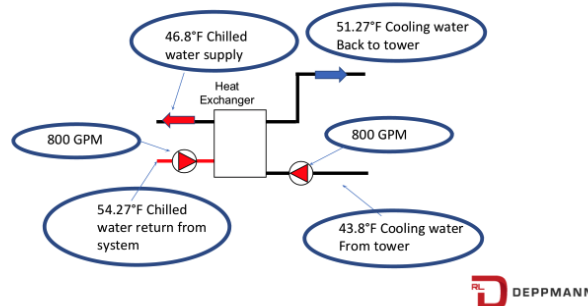 46.8°F Chilled
water supply
51.27°F Cooling water
Back to tower
Heat
Exchanger
800 GPM
800 GPM
54.27°F Chilled
water return from
system
43.8°F Cooling water
From tower
RL
D DEPPMANN